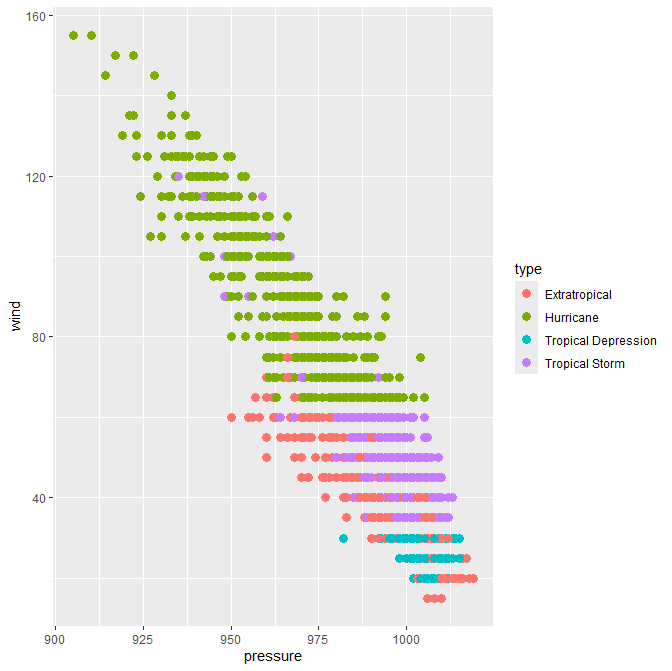 160
120
80
40
wind
900
925
950
975
1000
pressure
type
Extratropical
Hurricane
Tropical Depression
Tropical Storm